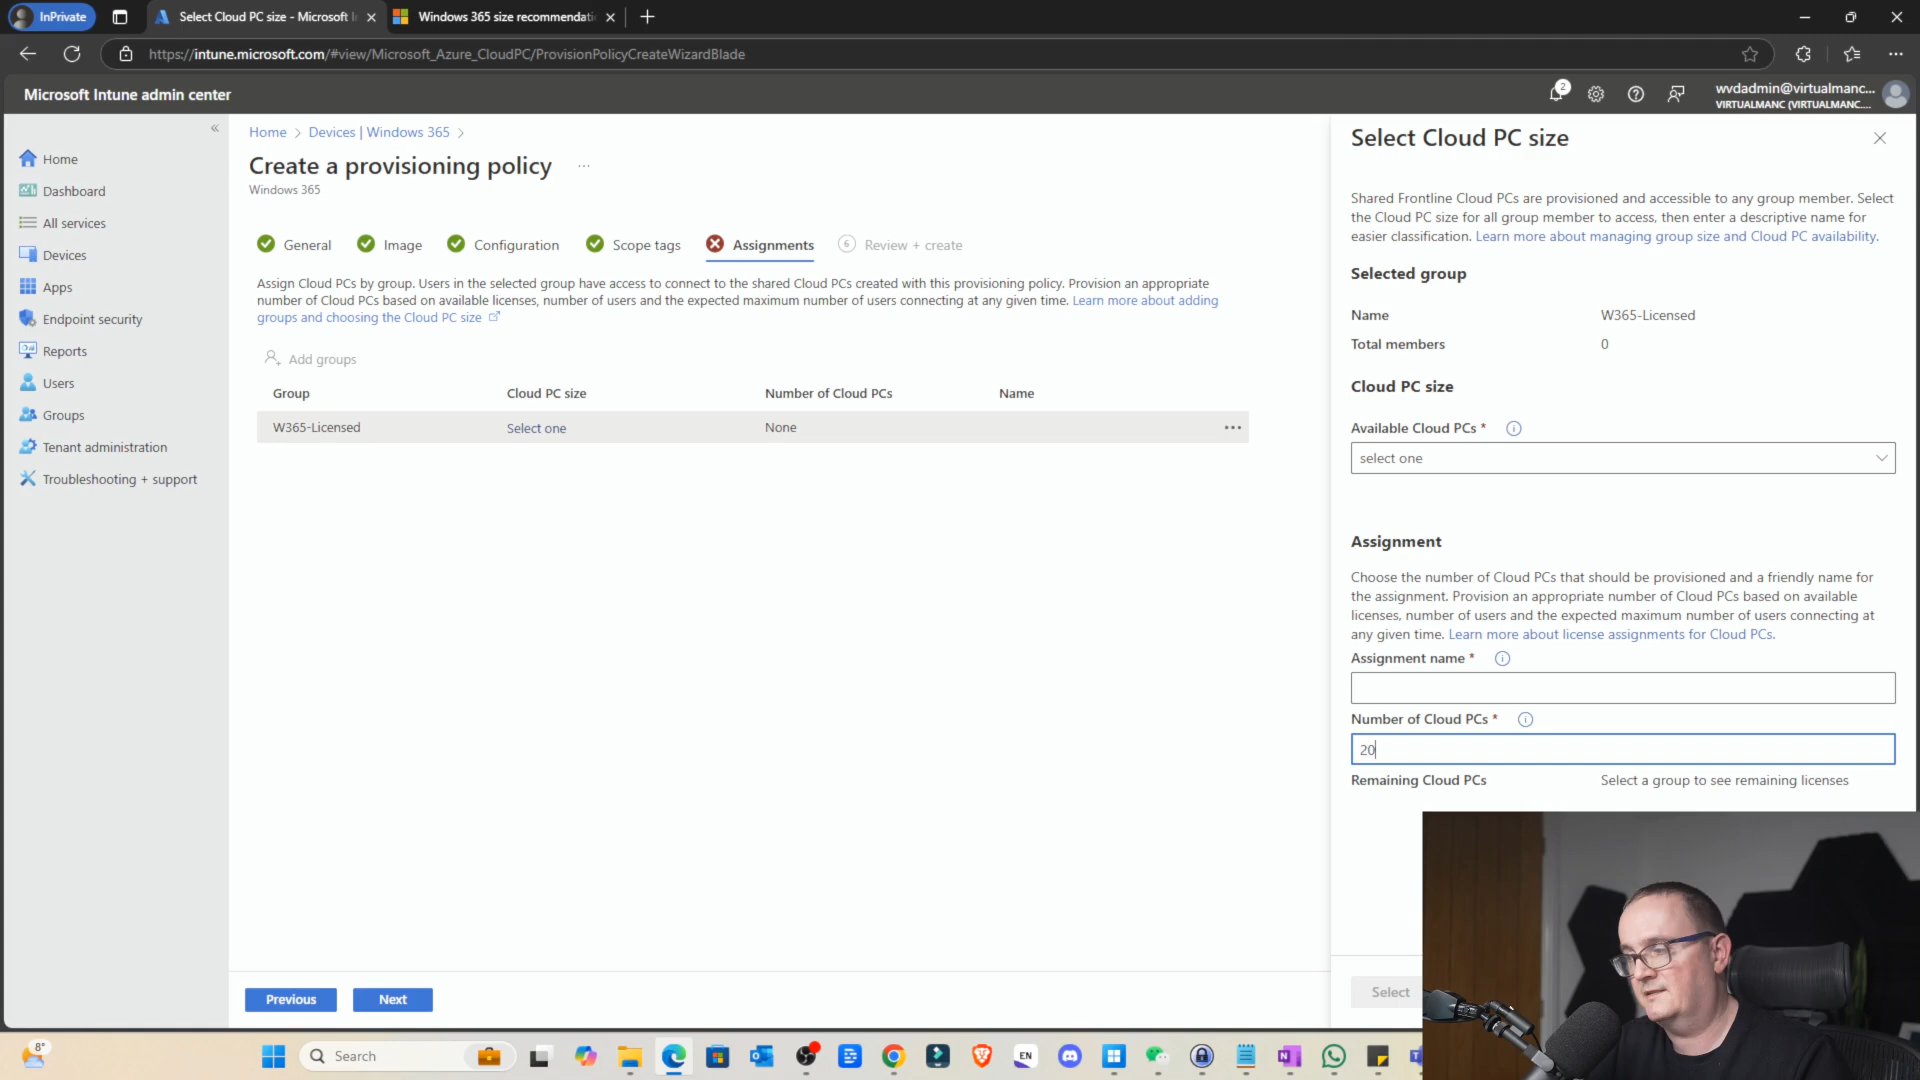 InPrivate
Select Cloud PC size - Microsoft I
Windows 365 size recommendati
https://intune.microsoft.com/#view/Microsoft_Azure_CloudPC/ProvisionPolicyCreateWizardBlade
Microsoft Intune admin center
2
wvdadmin@virtualmanc...
VIRTUALMANC (VIRTUALMANC....
Home
Dashboard
All services
Devices
Apps
Endpoint security
Reports
Users
Groups
Tenant administration
Troubleshooting + support
Home > Devices | Windows 365 >
Create a provisioning policy ...
Windows 365
General
Image
Configuration
Scope tags
Assignments
6 Review + create
Assign Cloud PCs by group. Users in the selected group have access to connect to the shared Cloud PCs created with this provisioning policy. Provision an appropriate
number of Cloud PCs based on available licenses, number of users and the expected maximum number of users connecting at any given time. Learn more about adding
groups and choosing the Cloud PC size
Add groups
Group Cloud PC size Number of Cloud PCs Name
W365-Licensed Select one None
Previous
Next
Select Cloud PC size
Shared Frontline Cloud PCs are provisioned and accessible to any group member. Select
the Cloud PC size for all group member to access, then enter a descriptive name for
easier classification. Learn more about managing group size and Cloud PC availability.
Selected group
Name W365-Licensed
Total members 0
Cloud PC size
Available Cloud PCs *
select one
Assignment
Choose the number of Cloud PCs that should be provisioned and a friendly name for
the assignment. Provision an appropriate number of Cloud PCs based on available
licenses, number of users and the expected maximum number of users connecting at
any given time. Learn more about license assignments for Cloud PCs.
Assignment name *
Number of Cloud PCs *
20
Remaining Cloud PCs Select a group to see remaining licenses
Select
8°
Search
EN